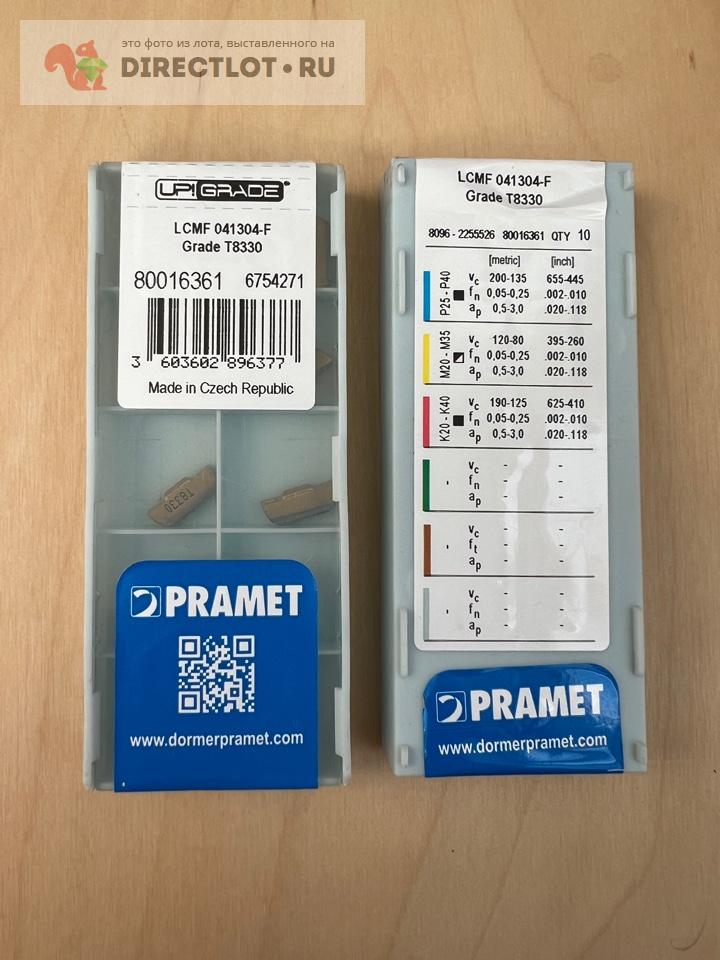 это фото из лота, выставленного на
DIRECTLOT•RU
UP!GRADE
LCMF 041304-F
Grade T8330
80016361 6754271
3 603602 896377
Made in Czech Republic
T8330
PRAMET
www.dormerpramet.com
LCMF 041304-F
Grade T8330
8096 - 2255526 80016361 QTY 10
[metric] [inch]
P25 - P40
vc 200-135 655-445
fn 0,05-0,25 .002-.010
ap 0,5-3,0 .020-.118
M20 - M35
vc 120-80 395-260
fn 0,05-0,25 .002-.010
ap 0,5-3,0 .020-.118
K20 - K40
vc 190-125 625-410
fn 0,05-0,25 .002-.010
ap 0,5-3,0 .020-.118
-
vc - -
fn - -
ap - -
-
vc - -
ft - -
ap - -
-
vc - -
fn - -
ap - -
PRAMET
www.dormerpramet.com